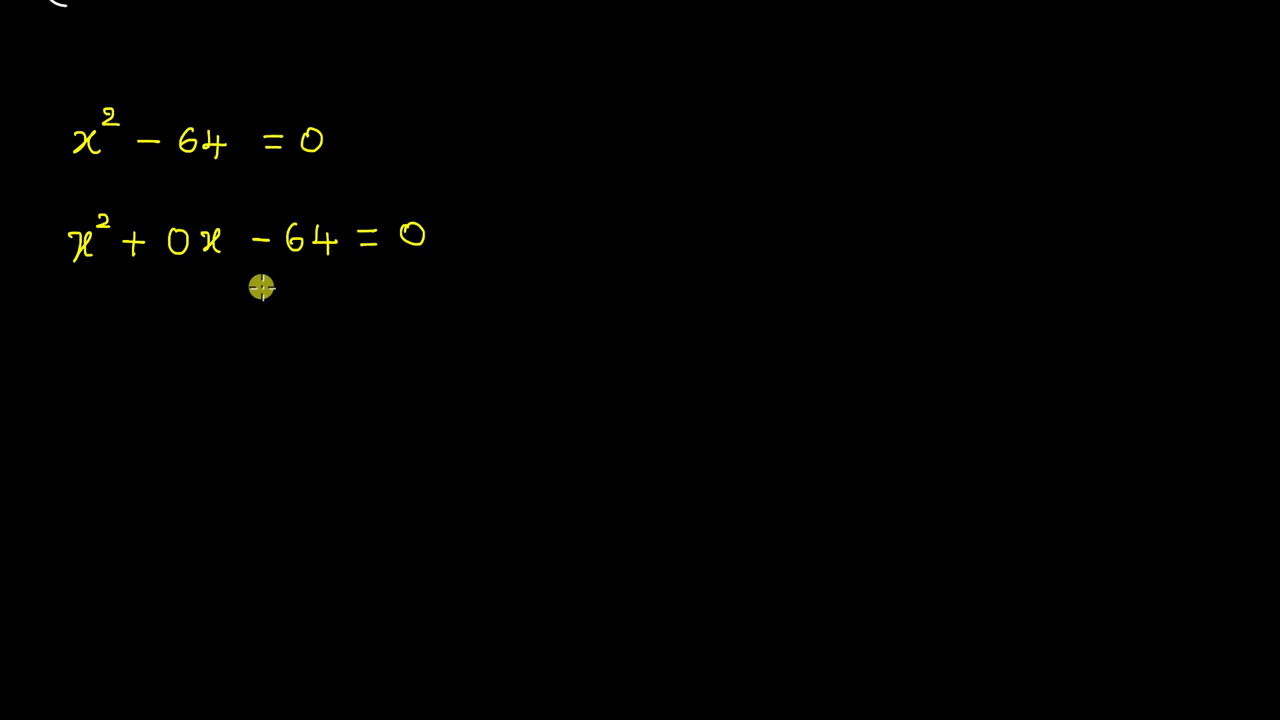 x² - 64 = 0
x² + 0x - 64 = 0